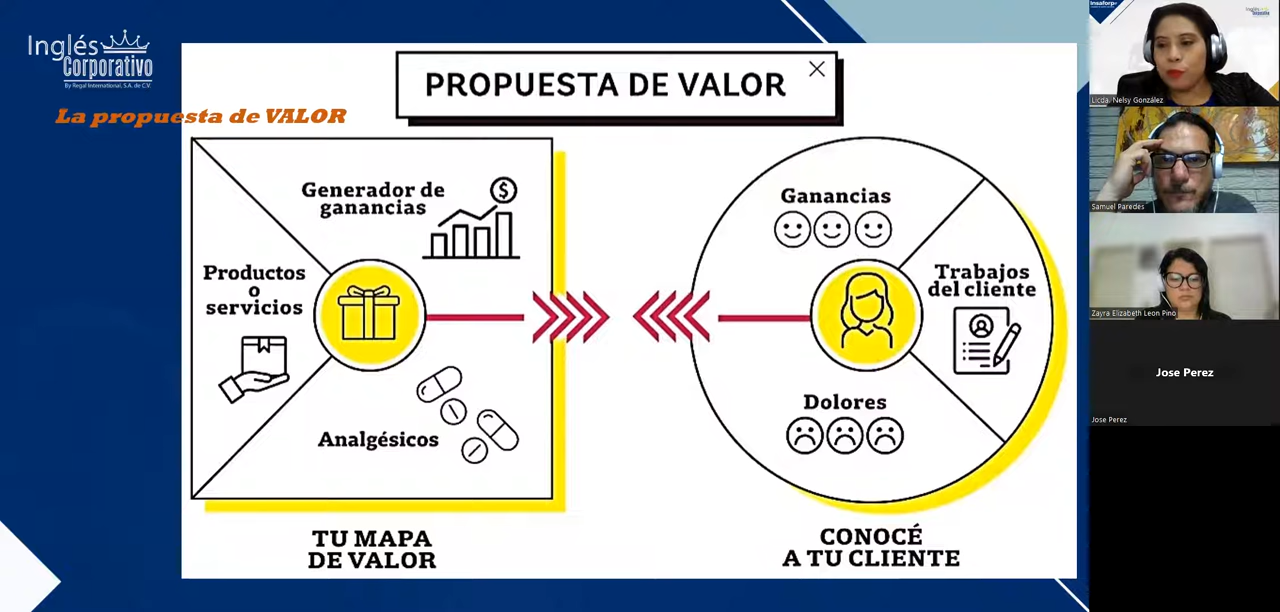 Inglés
Corporativo
By Regal International, S.A. de C.V.
La propuesta de VALOR
PROPUESTA DE VALOR
Generador de
ganancias
$
Productos
o
servicios
Analgésicos
TU MAPA
DE VALOR
Ganancias
Trabajos
del cliente
Dolores
CONOCÉ
A TU CLIENTE
Insaforp
Licda. Nelsy González
Samuel Paredes
Zayra Elizabeth Leon Pino
Jose Perez
Jose Perez